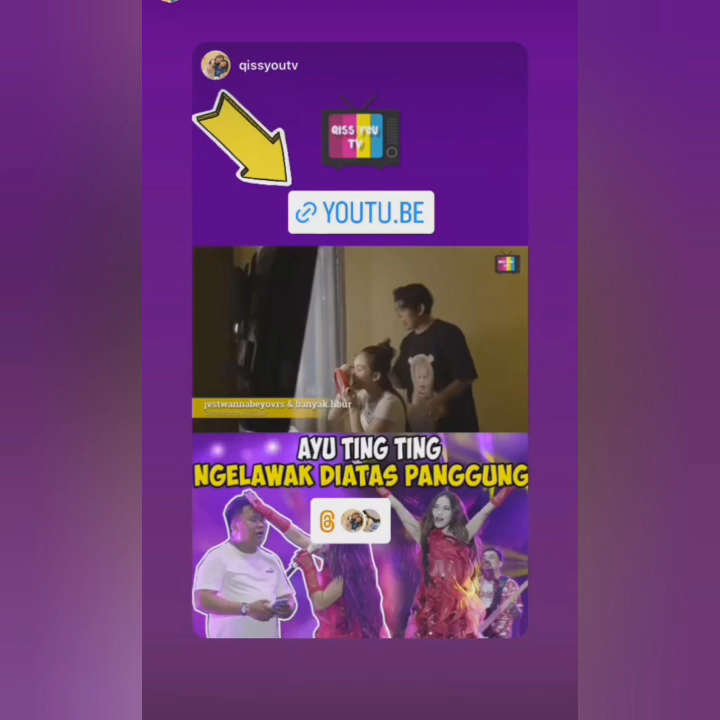 qissyoutv
QISS YOU
TV
YOUTU.BE
jvstwannabeyovrs & banyak.libur
AYU TING TING
NGELAWAK DIATAS PANGGUNG